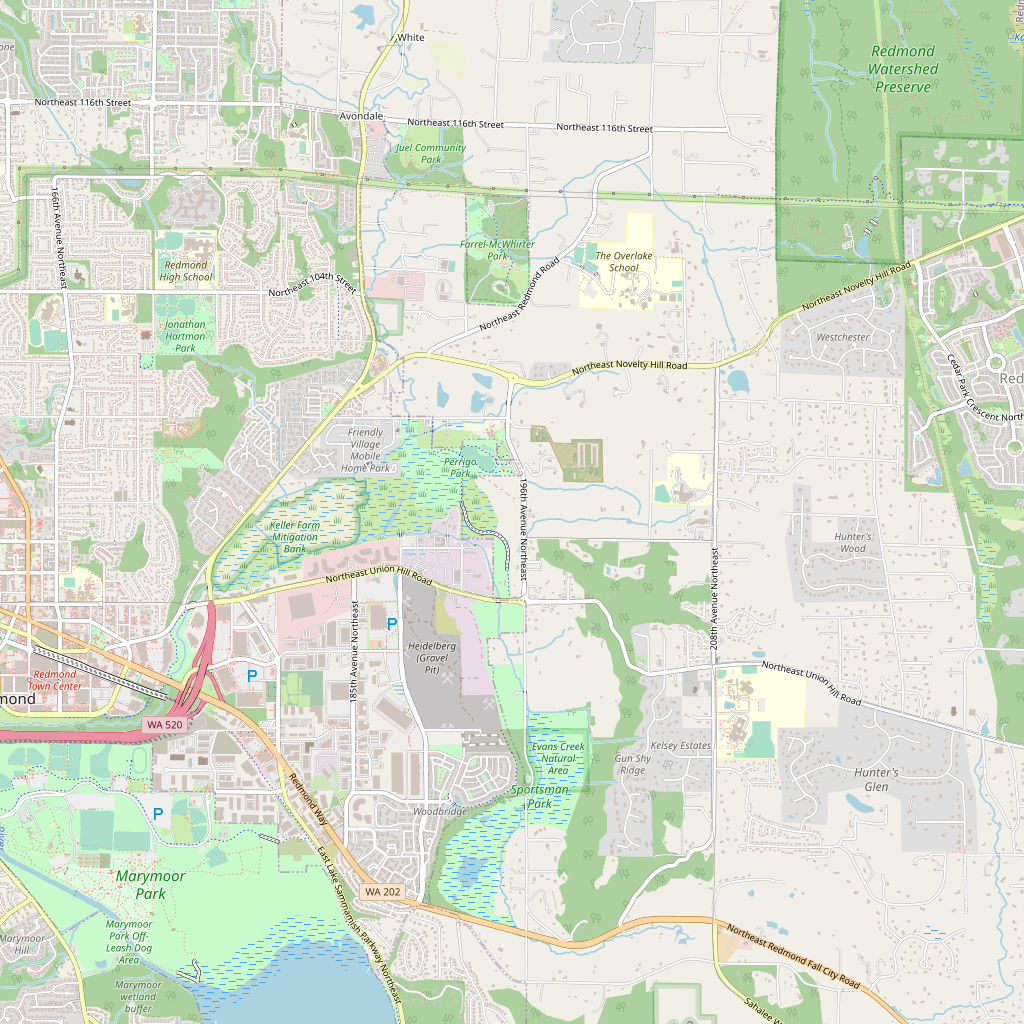 White
Redmond
Watershed
Preserve
Northeast 116th Street
Avondale
Northeast 116th Street
Northeast 116th Street
Juel Community
Park
166th Avenue Northeast
Farrel-McWhirter
Park
The Overlake
School
Redmond
High School
Northeast 104th Street
Northeast Redmond Road
Northeast Novelty Hill Road
Jonathan
Hartman
Park
Westchester
Northeast Novelty Hill Road
Cedar Park Crescent North
Red
Friendly
Village
Mobile
Home Park
Perrigo
Park
196th Avenue Northeast
Keller Farm
Mitigation
Bank
Hunter's
Wood
Northeast Union Hill Road
208th Avenue Northeast
185th Avenue Northeast
P
Heidelberg
(Gravel
Pit)
P
Redmond
Town Center
mond
WA 520
Northeast Union Hill Road
Evans Creek
Natural
Area
Kelsey Estates
Gun Shy
Ridge
Hunter's
Glen
Sportsman
Park
Woodbridge
P
Redmond Way
East Lake Sammamish Parkway Northeast
Marymoor
Park
WA 202
Marymoor
Park Off-
Leash Dog
Area
Marymoor
Hill
Marymoor
wetland
buffer
Northeast Redmond Fall City Road
Sahalee W